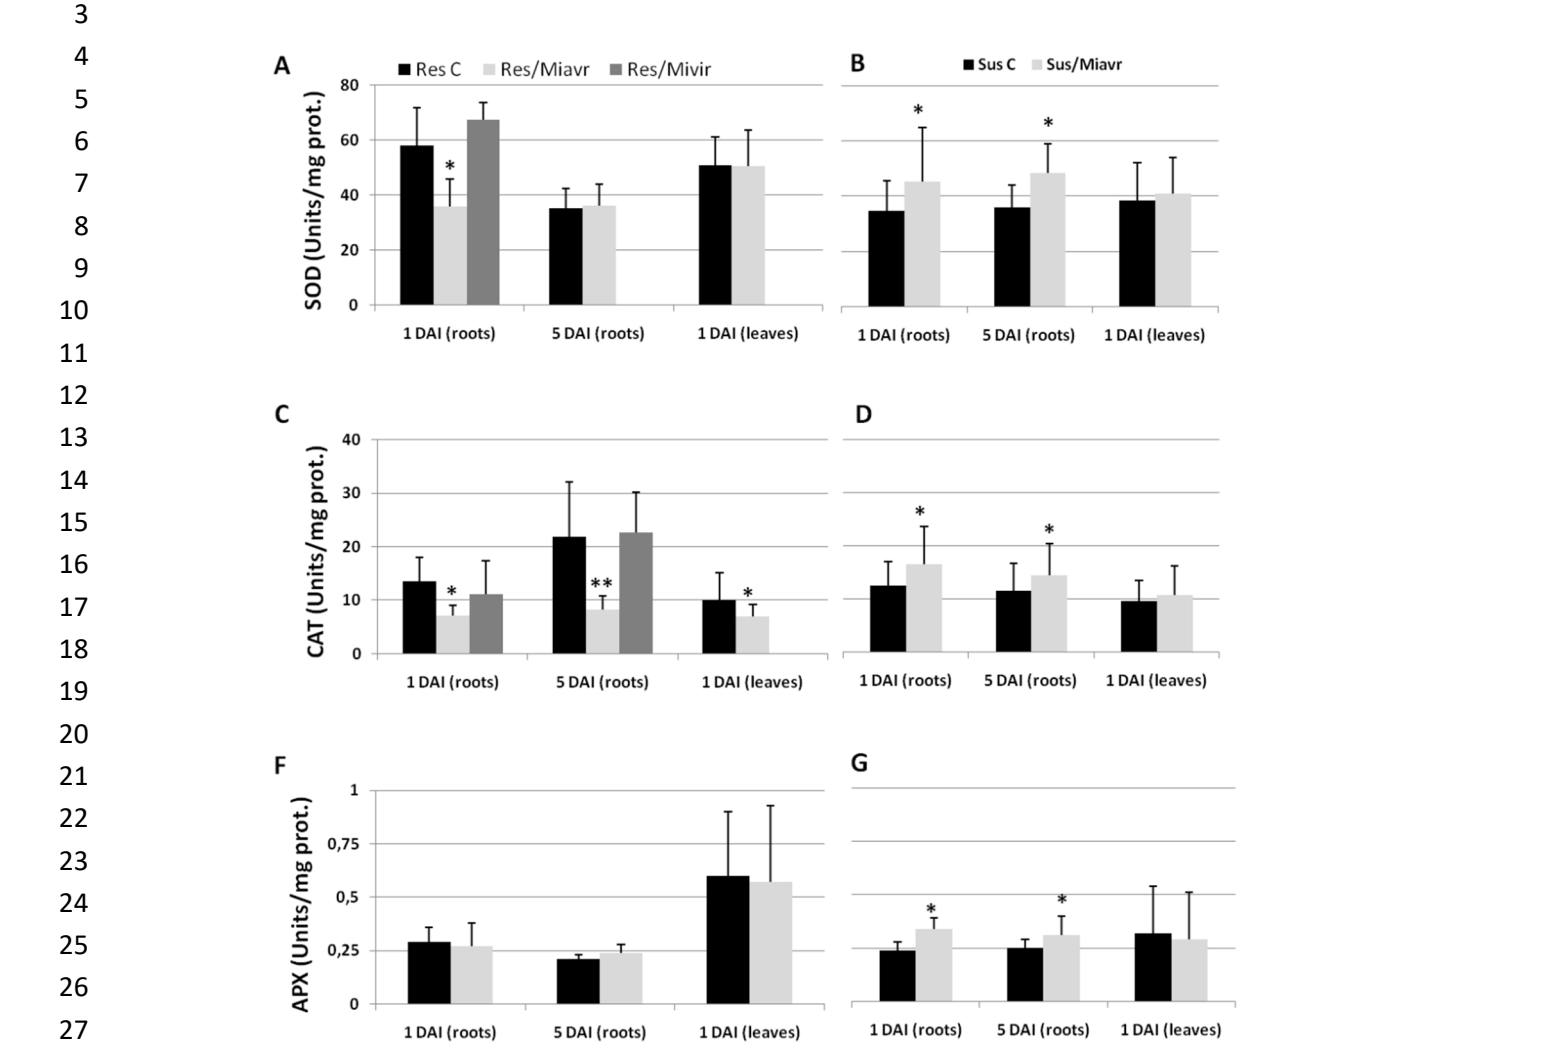 3
4
5
6
7
8
9
10
11
12
13
14
15
16
17
18
19
20
21
22
23
24
25
26
27
A
Res C Res/Miavr Res/Mivir
SOD (Units/mg prot.)
80
60
40
20
0
*
1 DAI (roots) 5 DAI (roots) 1 DAI (leaves)
B
Sus C Sus/Miavr
* *
1 DAI (roots) 5 DAI (roots) 1 DAI (leaves)
C
CAT (Units/mg prot.)
40
30
20
10
0
* ** *
1 DAI (roots) 5 DAI (roots) 1 DAI (leaves)
D
* *
1 DAI (roots) 5 DAI (roots) 1 DAI (leaves)
F
APX (Units/mg prot.)
1
0,75
0,5
0,25
0
1 DAI (roots) 5 DAI (roots) 1 DAI (leaves)
G
* *
1 DAI (roots) 5 DAI (roots) 1 DAI (leaves)